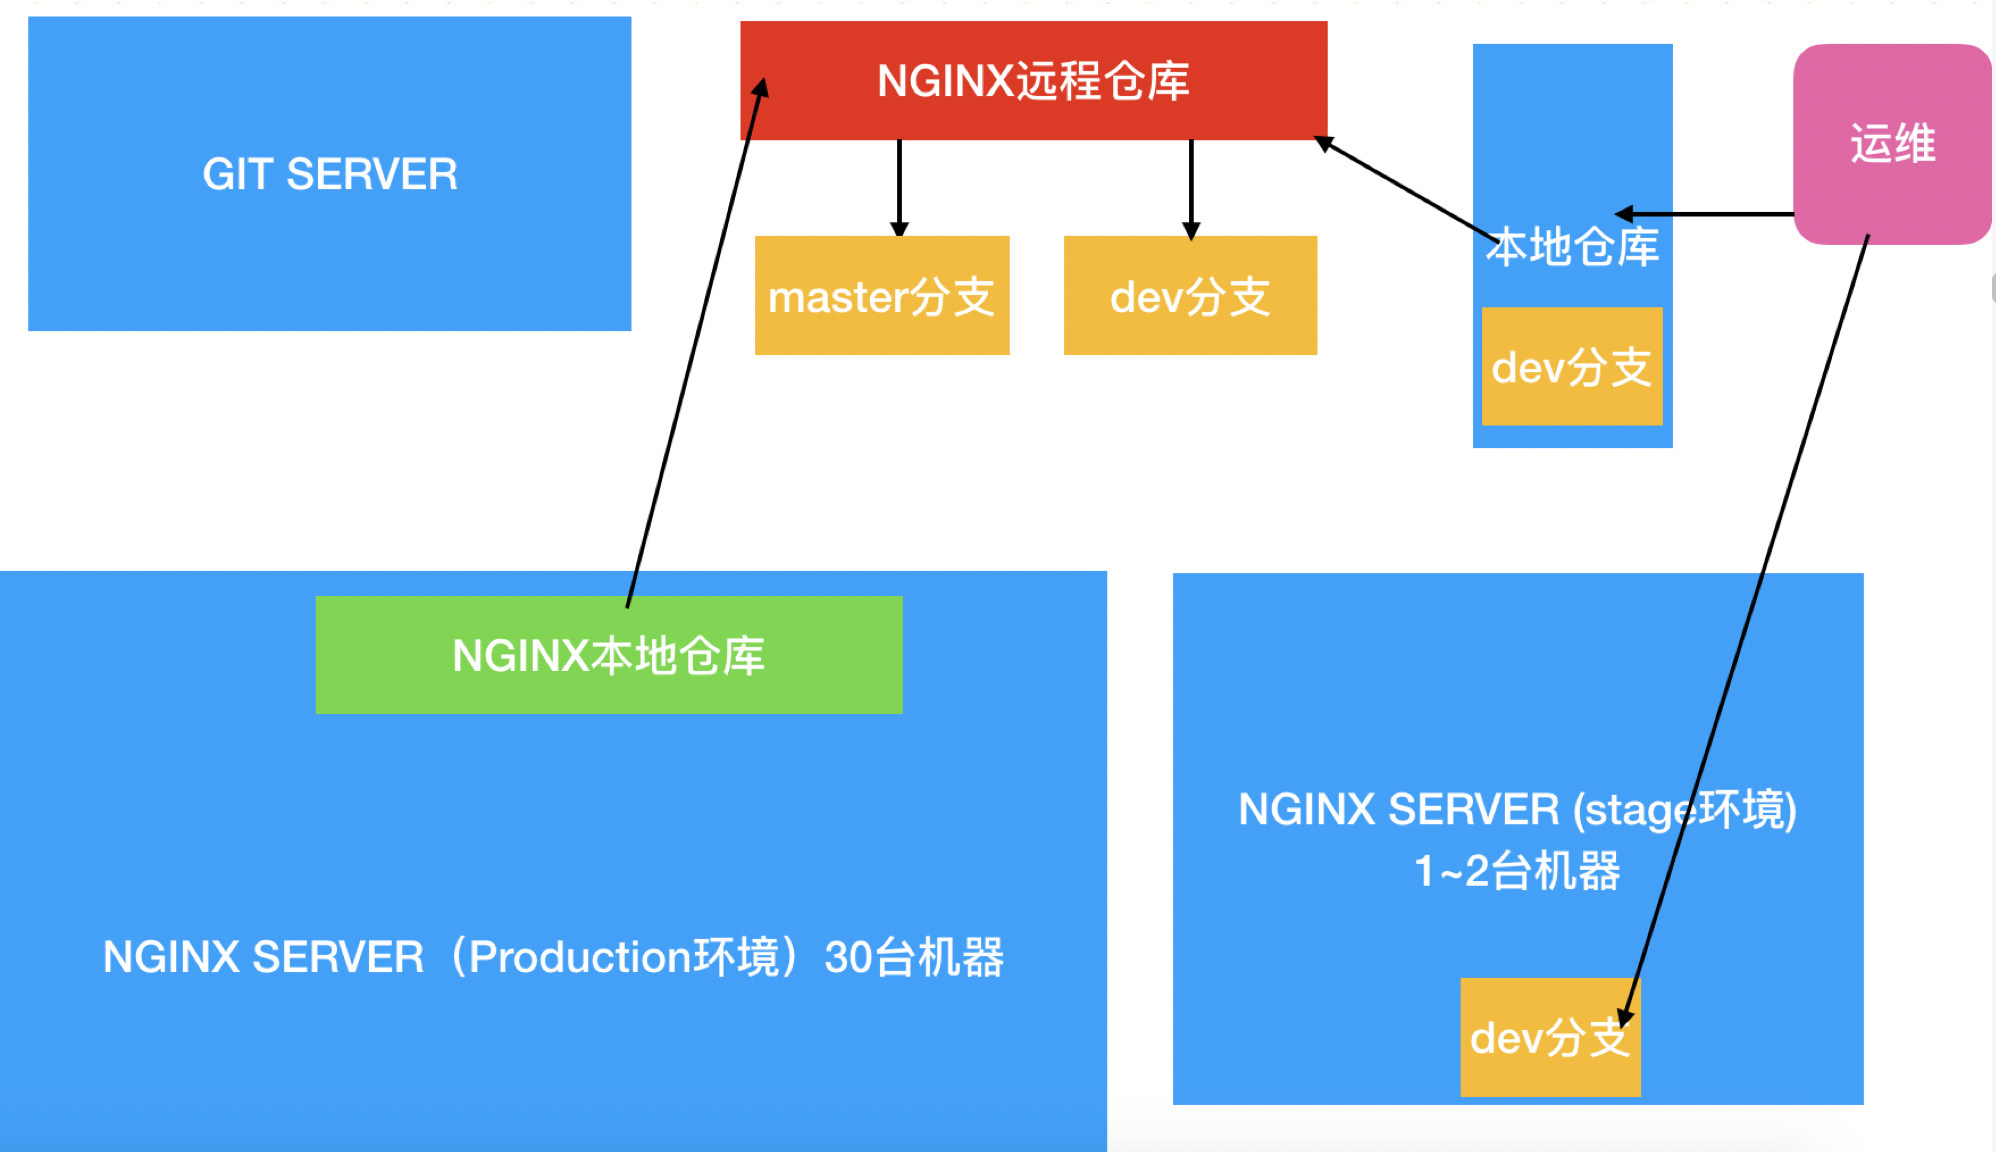 GIT SERVER
NGINX远程仓库
master分支
dev分支
本地仓库
dev分支
运维
NGINX本地仓库
NGINX SERVER（Production环境）30台机器
NGINX SERVER (stage环境)
1~2台机器
dev分支